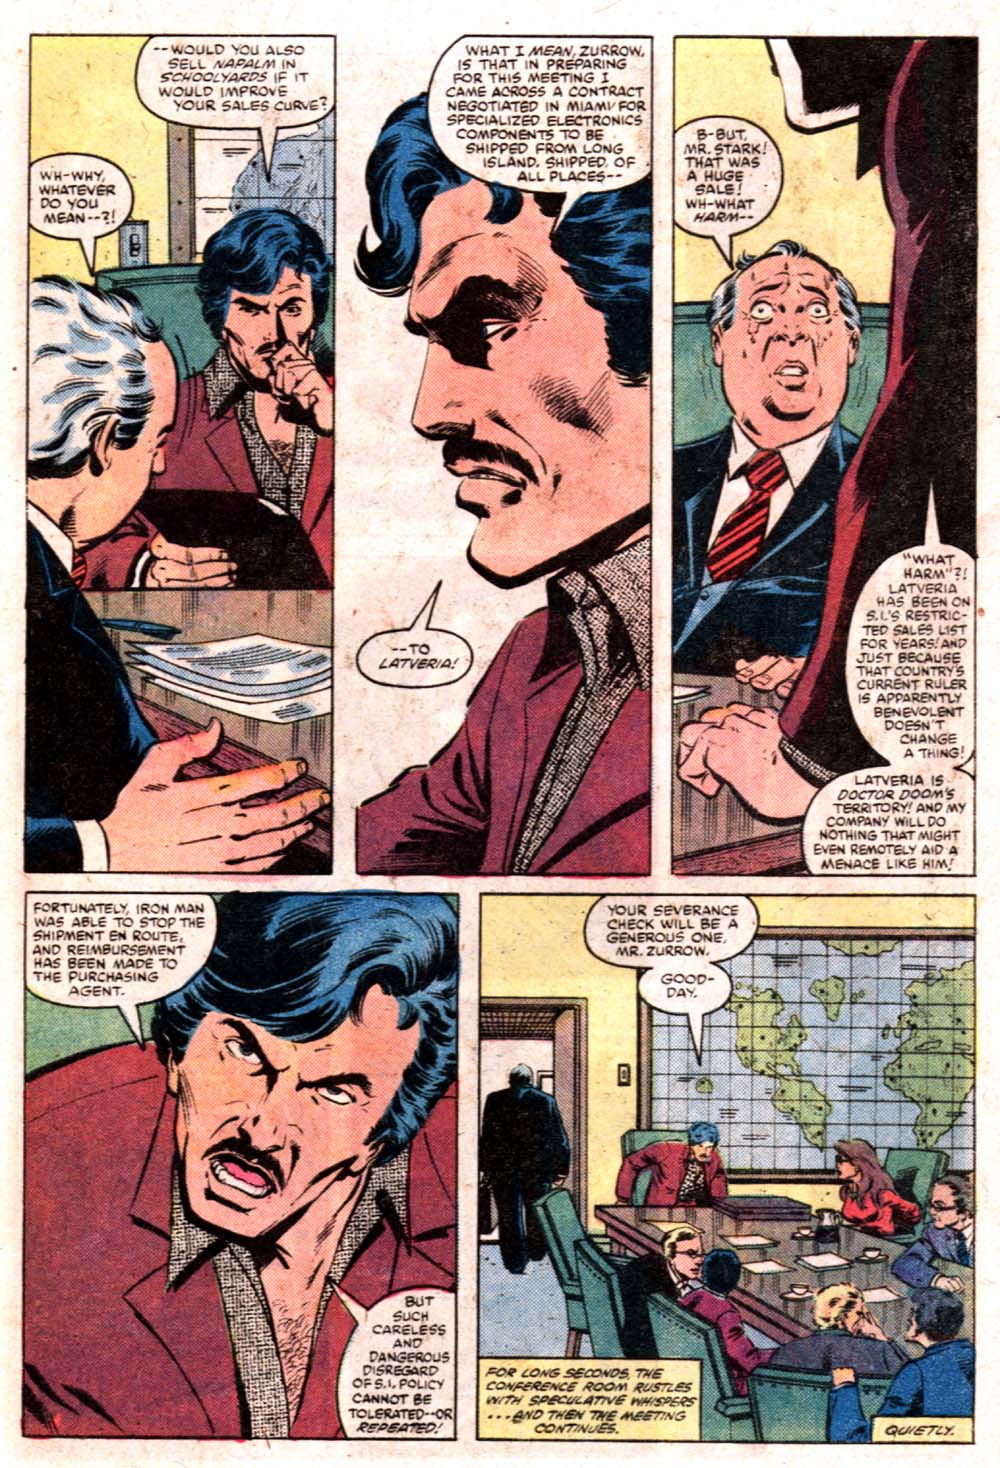 --WOULD YOU ALSO
SELL NAPALM IN
SCHOOLYARDS IF IT
WOULD IMPROVE
YOUR SALES CURVE?
WH-WHY,
WHATEVER
DO YOU
MEAN--?!
WHAT I MEAN, ZURROW,
IS THAT IN PREPARING
FOR THIS MEETING I
CAME ACROSS A CONTRACT
NEGOTIATED IN MIAMI FOR
SPECIALIZED ELECTRONICS
COMPONENTS TO BE
SHIPPED FROM LONG
ISLAND. SHIPPED, OF
ALL PLACES--
--TO
LATVERIA!
B-BUT,
MR. STARK!
THAT WAS
A HUGE
SALE!
WH-WHAT
HARM--
"WHAT
HARM"?!
LATVERIA
HAS BEEN ON
S.I.'S RESTRIC-
TED SALES LIST
FOR YEARS! AND
JUST BECAUSE
THAT COUNTRY'S
CURRENT RULER
IS APPARENTLY
BENEVOLENT
DOESN'T
CHANGE
A THING!
LATVERIA IS
DOCTOR DOOM'S
TERRITORY! AND MY
COMPANY WILL DO
NOTHING THAT MIGHT
EVEN REMOTELY AID A
MENACE LIKE HIM!
FORTUNATELY, IRON MAN
WAS ABLE TO STOP THE
SHIPMENT EN ROUTE,
AND REIMBURSEMENT
HAS BEEN MADE TO
THE PURCHASING
AGENT.
BUT
SUCH
CARELESS
AND
DANGEROUS
DISREGARD
OF S.I. POLICY
CANNOT BE
TOLERATED--OR
REPEATED!
YOUR SEVERANCE
CHECK WILL BE A
GENEROUS ONE,
MR. ZURROW.
GOOD-
DAY.
FOR LONG SECONDS, THE
CONFERENCE ROOM RUSTLES
WITH SPECULATIVE WHISPERS
...AND THEN THE MEETING
CONTINUES.
QUIETLY.